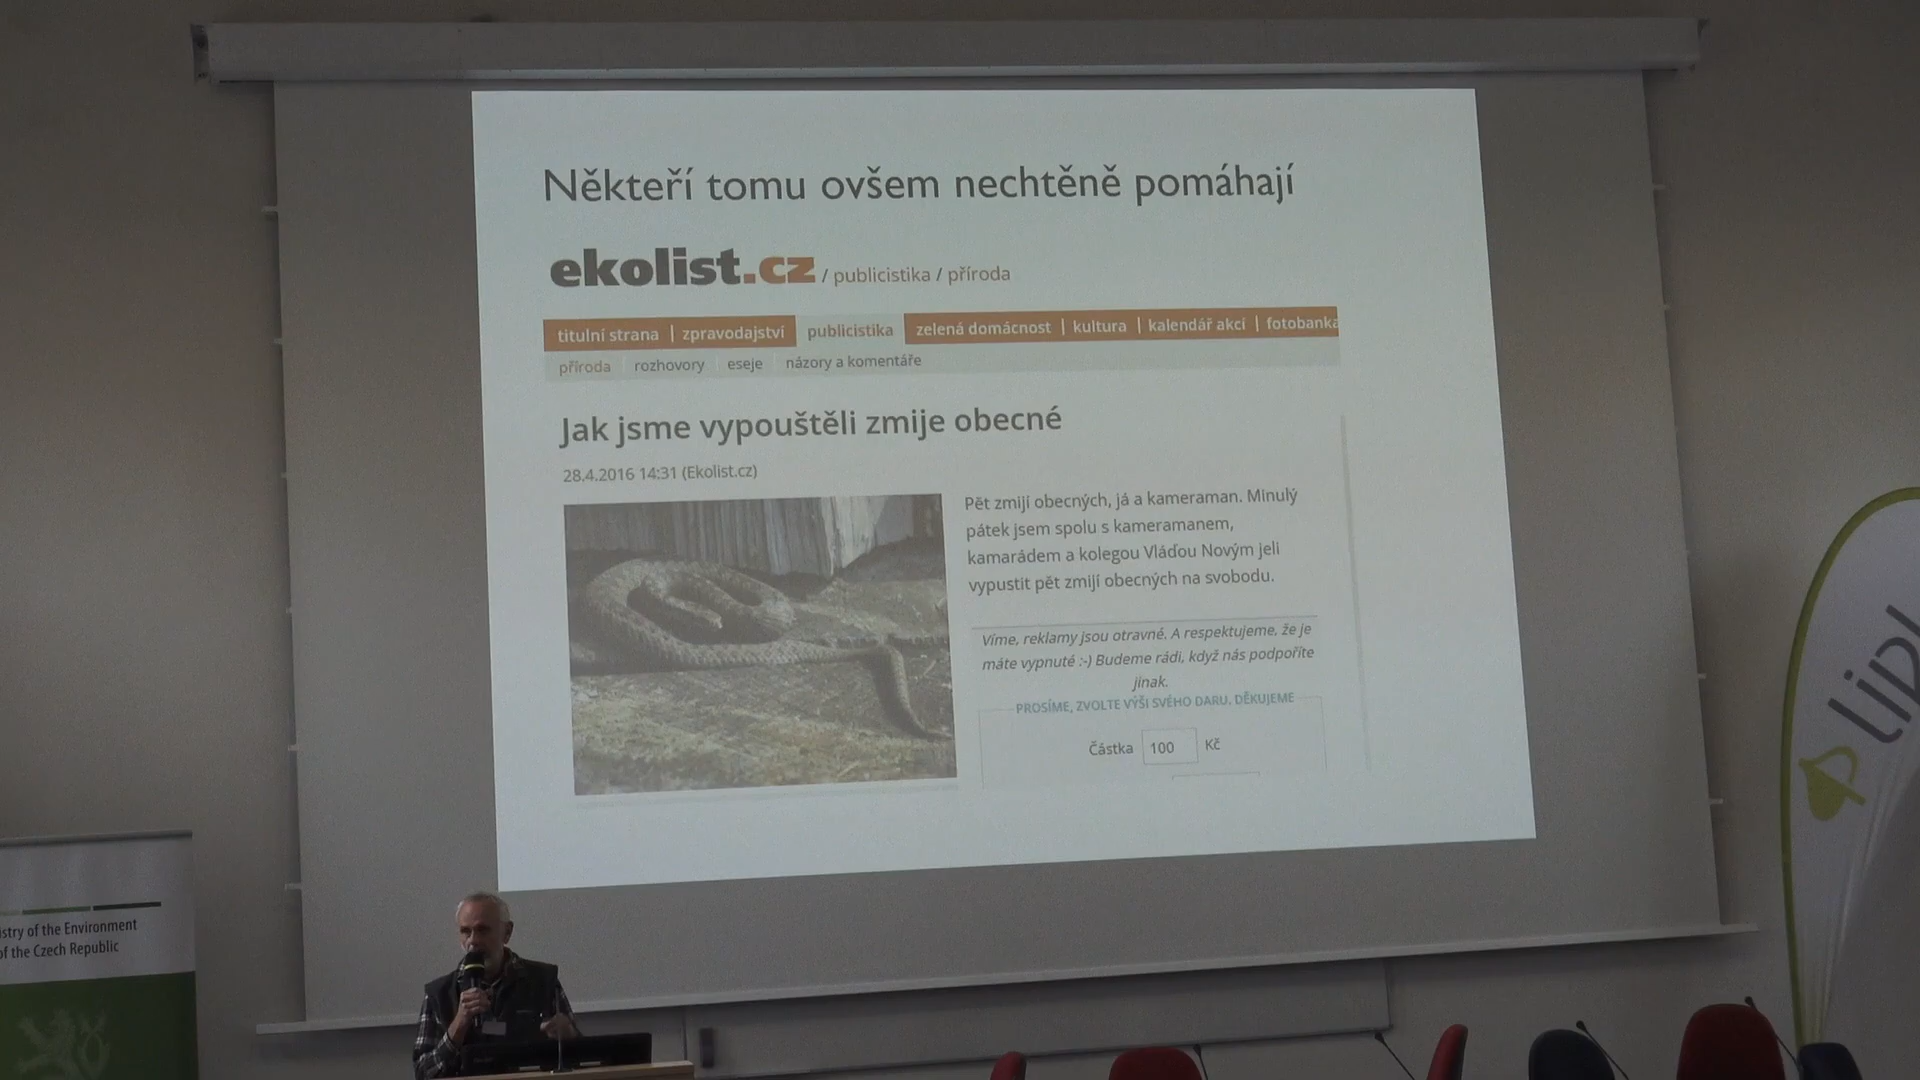 Někteří tomu ovšem nechtěně pomáhají
ekolist.cz / publicistika / příroda
titulní strana | zpravodajství publicistika zelená domácnost | kultura | kalendář akcí | fotobanka
příroda rozhovory eseje názory a komentáře
Jak jsme vypouštěli zmije obecné
28.4.2016 14:31 (Ekolist.cz)
Pět zmijí obecných, já a kameraman. Minulý
pátek jsem spolu s kameramanem,
kamarádem a kolegou Vláďou Novým jeli
vypustit pět zmijí obecných na svobodu.
Víme, reklamy jsou otravné. A respektujeme, že je
máte vypnuté :-) Budeme rádi, když nás podpoříte
jinak.
PROSÍME, ZVOLTE VÝŠI SVÉHO DARU. DĚKUJEME
Částka 100 Kč
istry of the Environment
of the Czech Republic